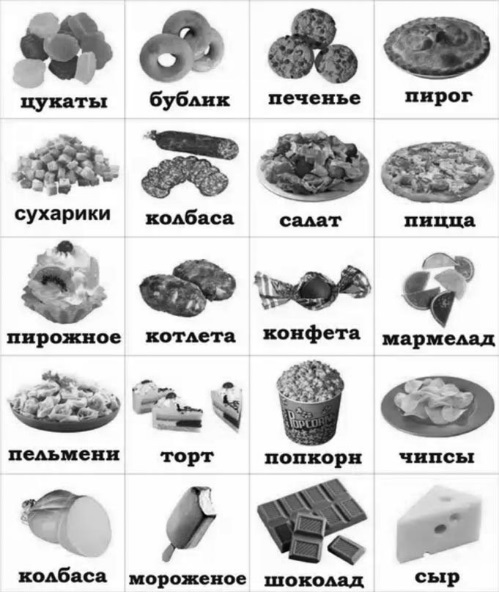 цукаты
бублик
печенье
пирог
сухарики
колбаса
салат
пицца
пирожное
котлета
конфета
мармелад
пельмени
торт
POPCORN
попкорн
чипсы
колбаса
мороженое
шоколад
сыр